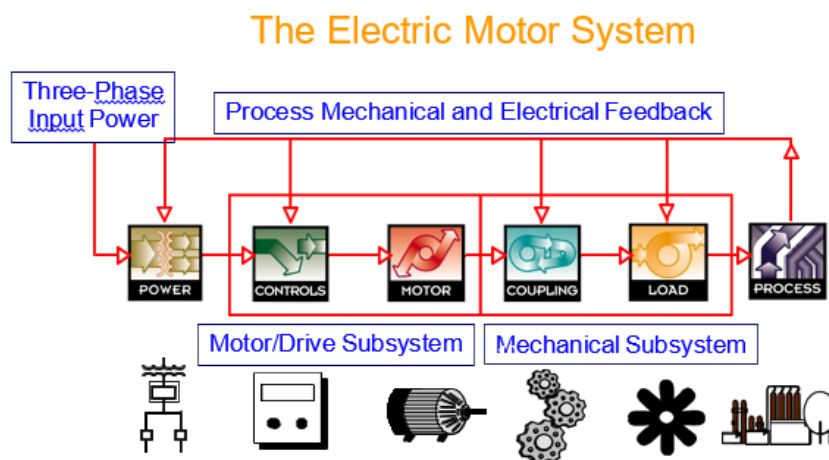 The Electric Motor System
Three-Phase
Input Power
Process Mechanical and Electrical Feedback
POWER
CONTROLS
MOTOR
COUPLING
LOAD
PROCESS
Motor/Drive Subsystem
Mechanical Subsystem